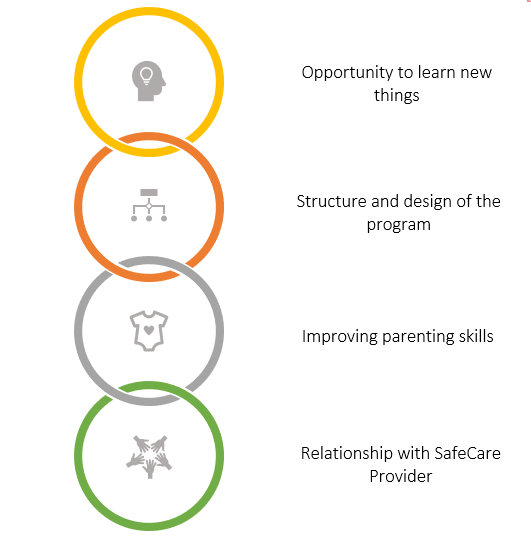 Opportunity to learn new
things
Structure and design of the
program
Improving parenting skills
Relationship with SafeCare
Provider